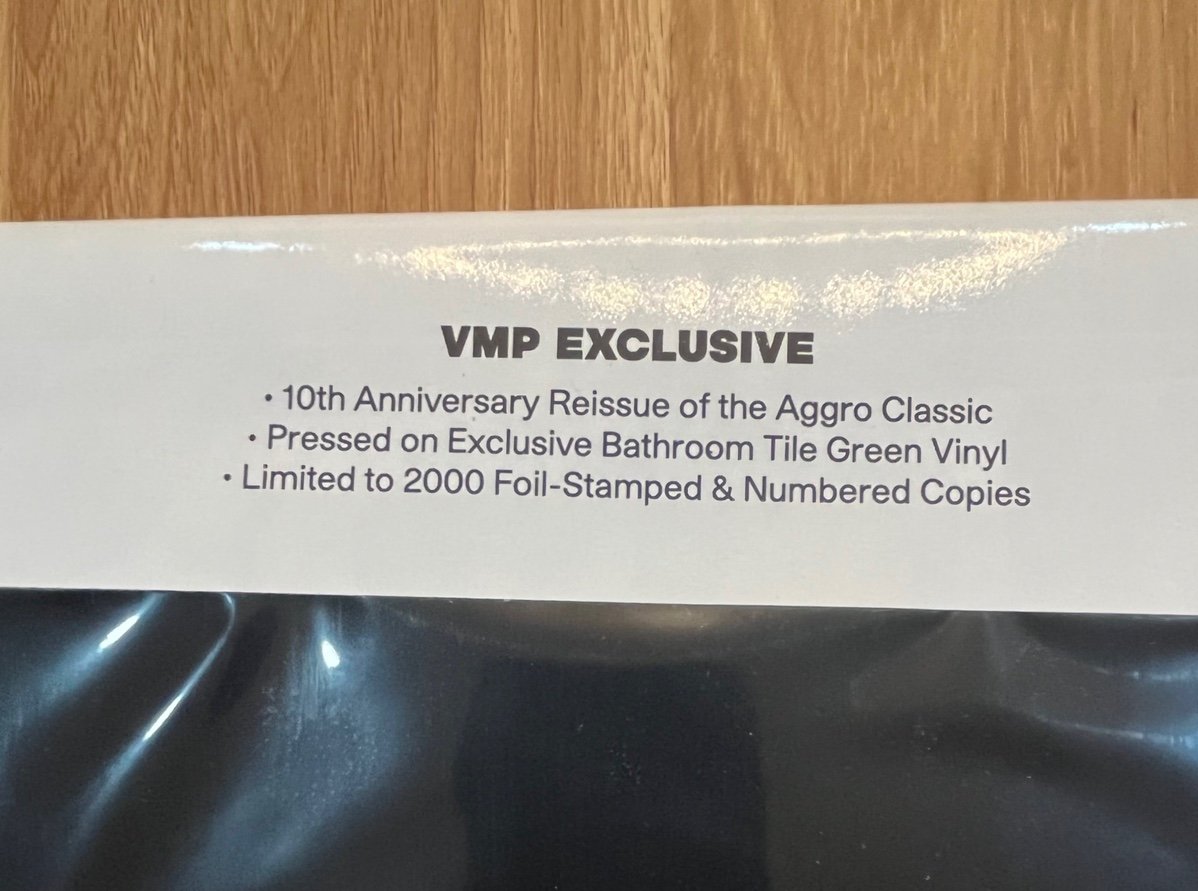 VMP EXCLUSIVE
• 10th Anniversary Reissue of the Aggro Classic
• Pressed on Exclusive Bathroom Tile Green Vinyl
• Limited to 2000 Foil-Stamped & Numbered Copies